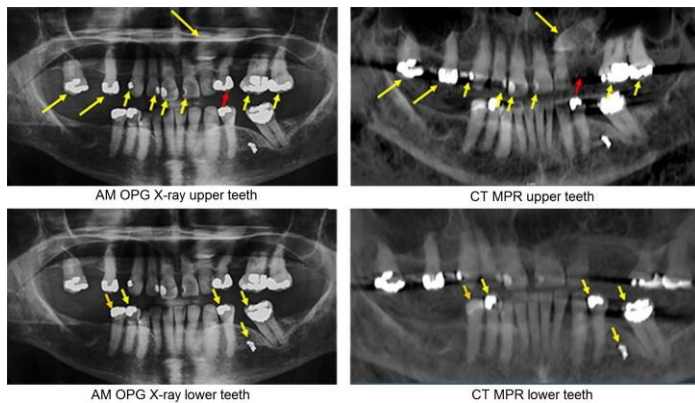 AM OPG X-ray upper teeth
CT MPR upper teeth
AM OPG X-ray lower teeth
CT MPR lower teeth